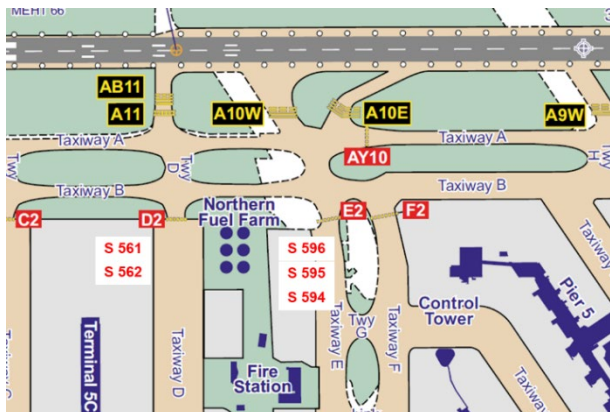 MEHT 66
AB11
A11
A10W
A10E
A9W
Taxiway A
Taxiway A
AY10
Twy
Twy
D
Twy
H
Taxiway B
Taxiway B
C2
D2
Northern
Fuel Farm
E2
F2
S 561
S 562
S 596
S 595
S 594
Taxiway
Pier 5
Control
Tower
Twy
G
Terminal 5C
Taxiway D
Taxiway E
Taxiway F
Fire
Station
Taxiway